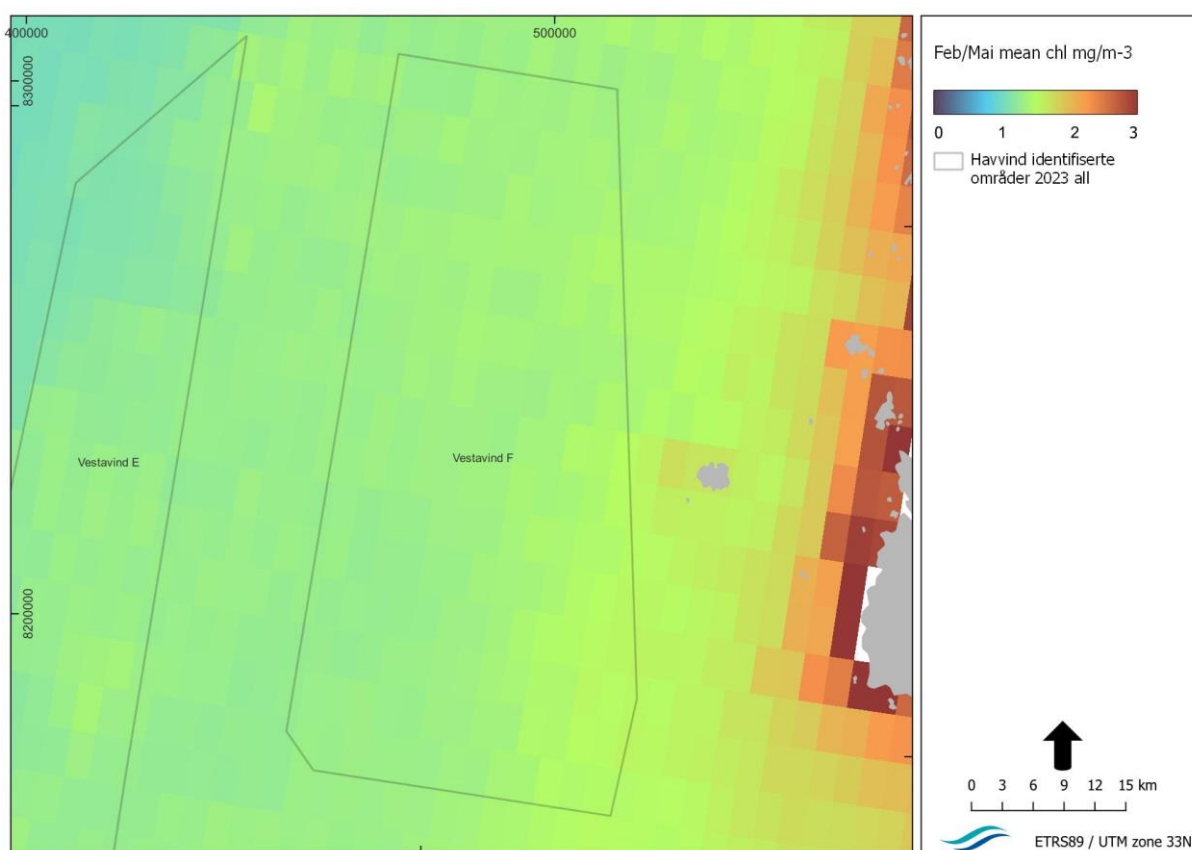 400000
500000
8300000
8200000
Vestavind E
Vestavind F
Feb/Mai mean chl mg/m-3
0 1 2 3
Havvind identifiserte
områder 2023 all
0 3 6 9 12 15 km
ETRS89 / UTM zone 33N